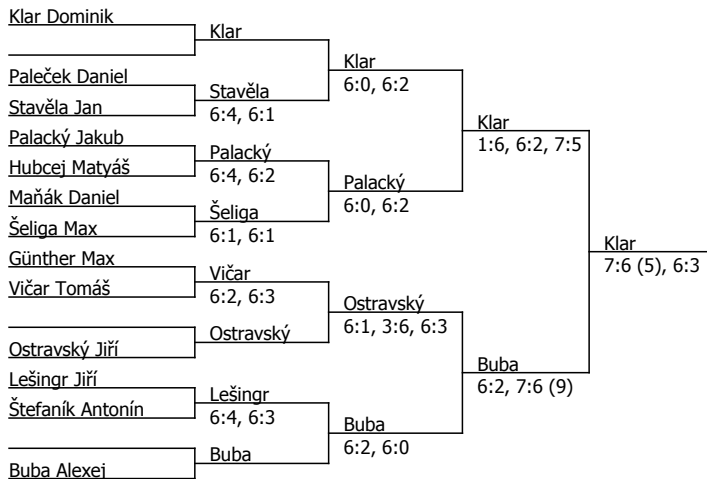 Klar Dominik
Klar
Klar
6:0, 6:2
Paleček Daniel
Stavěla
6:4, 6:1
Stavěla Jan
Klar
1:6, 6:2, 7:5
Palacký Jakub
Palacký
6:4, 6:2
Hubcej Matyáš
Palacký
6:0, 6:2
Maňák Daniel
Šeliga
6:1, 6:1
Šeliga Max
Klar
7:6 (5), 6:3
Günther Max
Vičar
6:2, 6:3
Vičar Tomáš
Ostravský
6:1, 3:6, 6:3
Ostravský
Ostravský Jiří
Buba
6:2, 7:6 (9)
Lešingr Jiří
Lešingr
6:4, 6:3
Štefaník Antonín
Buba
6:2, 6:0
Buba
Buba Alexej